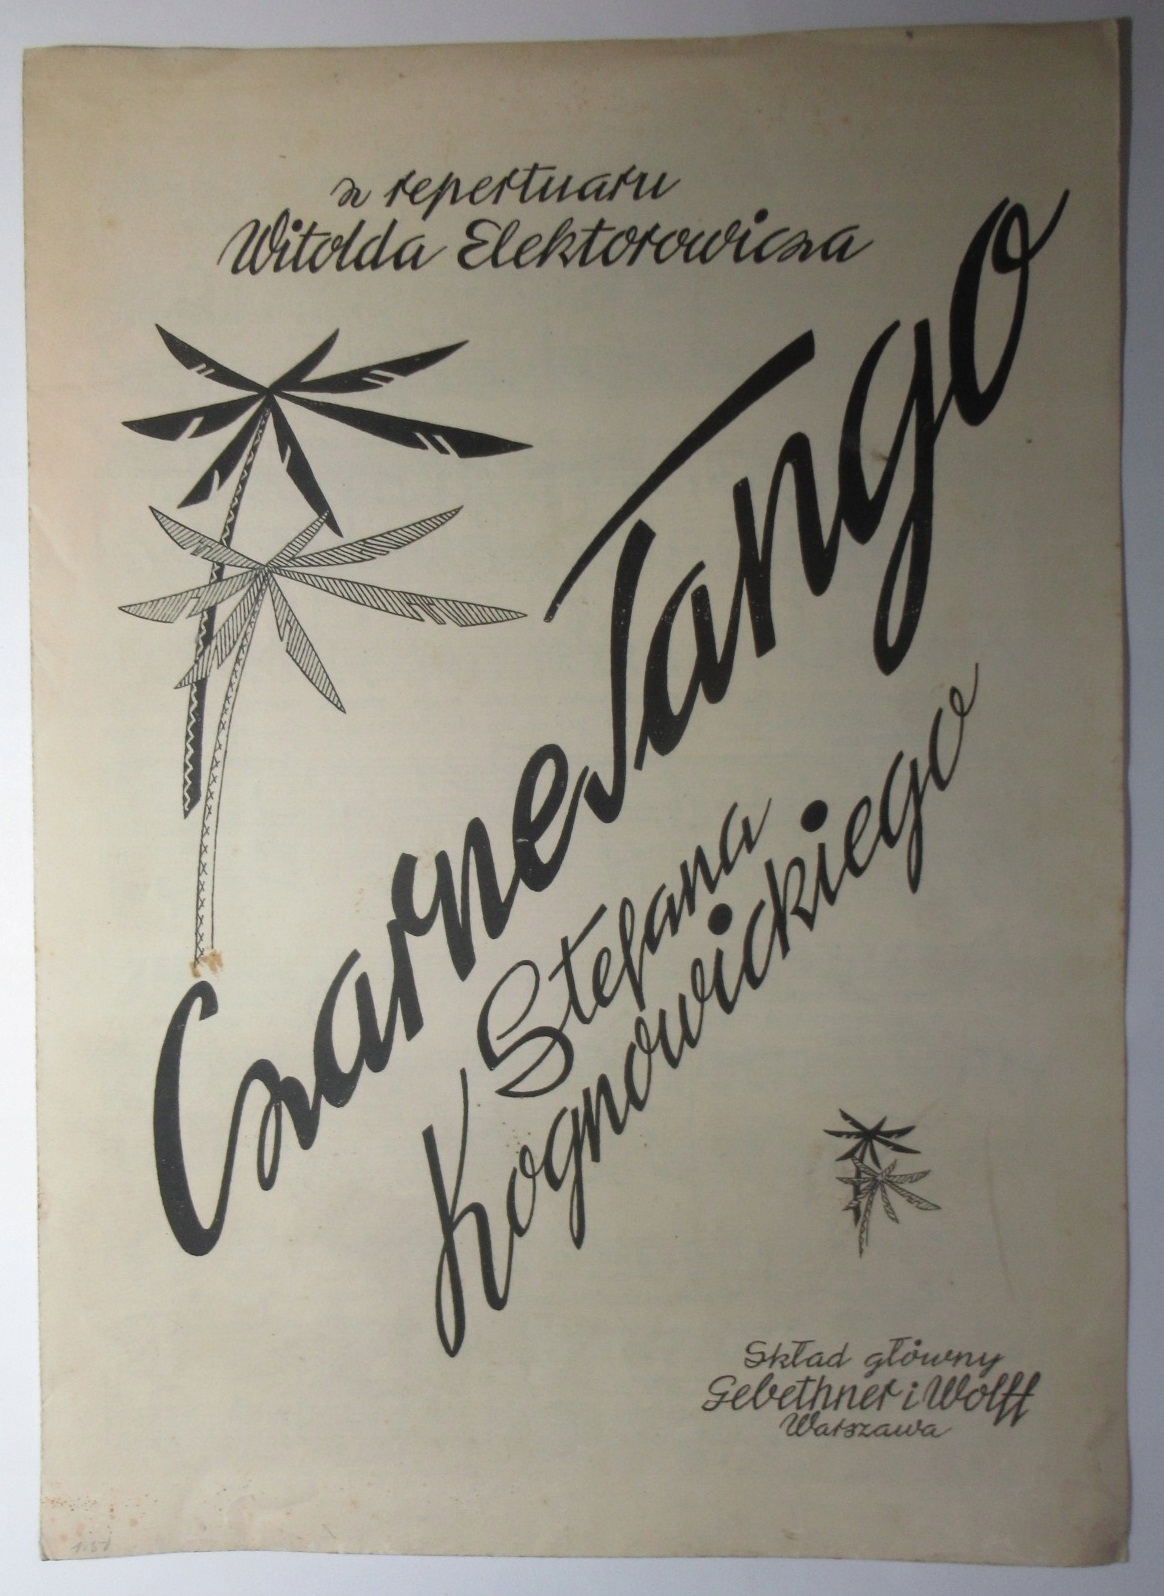 z repertuaru
Witolda Elektorowicza
Czarne Tango
Stefana
Kognowickiego
Skład główny
Gebethner i Wolff
Warszawa